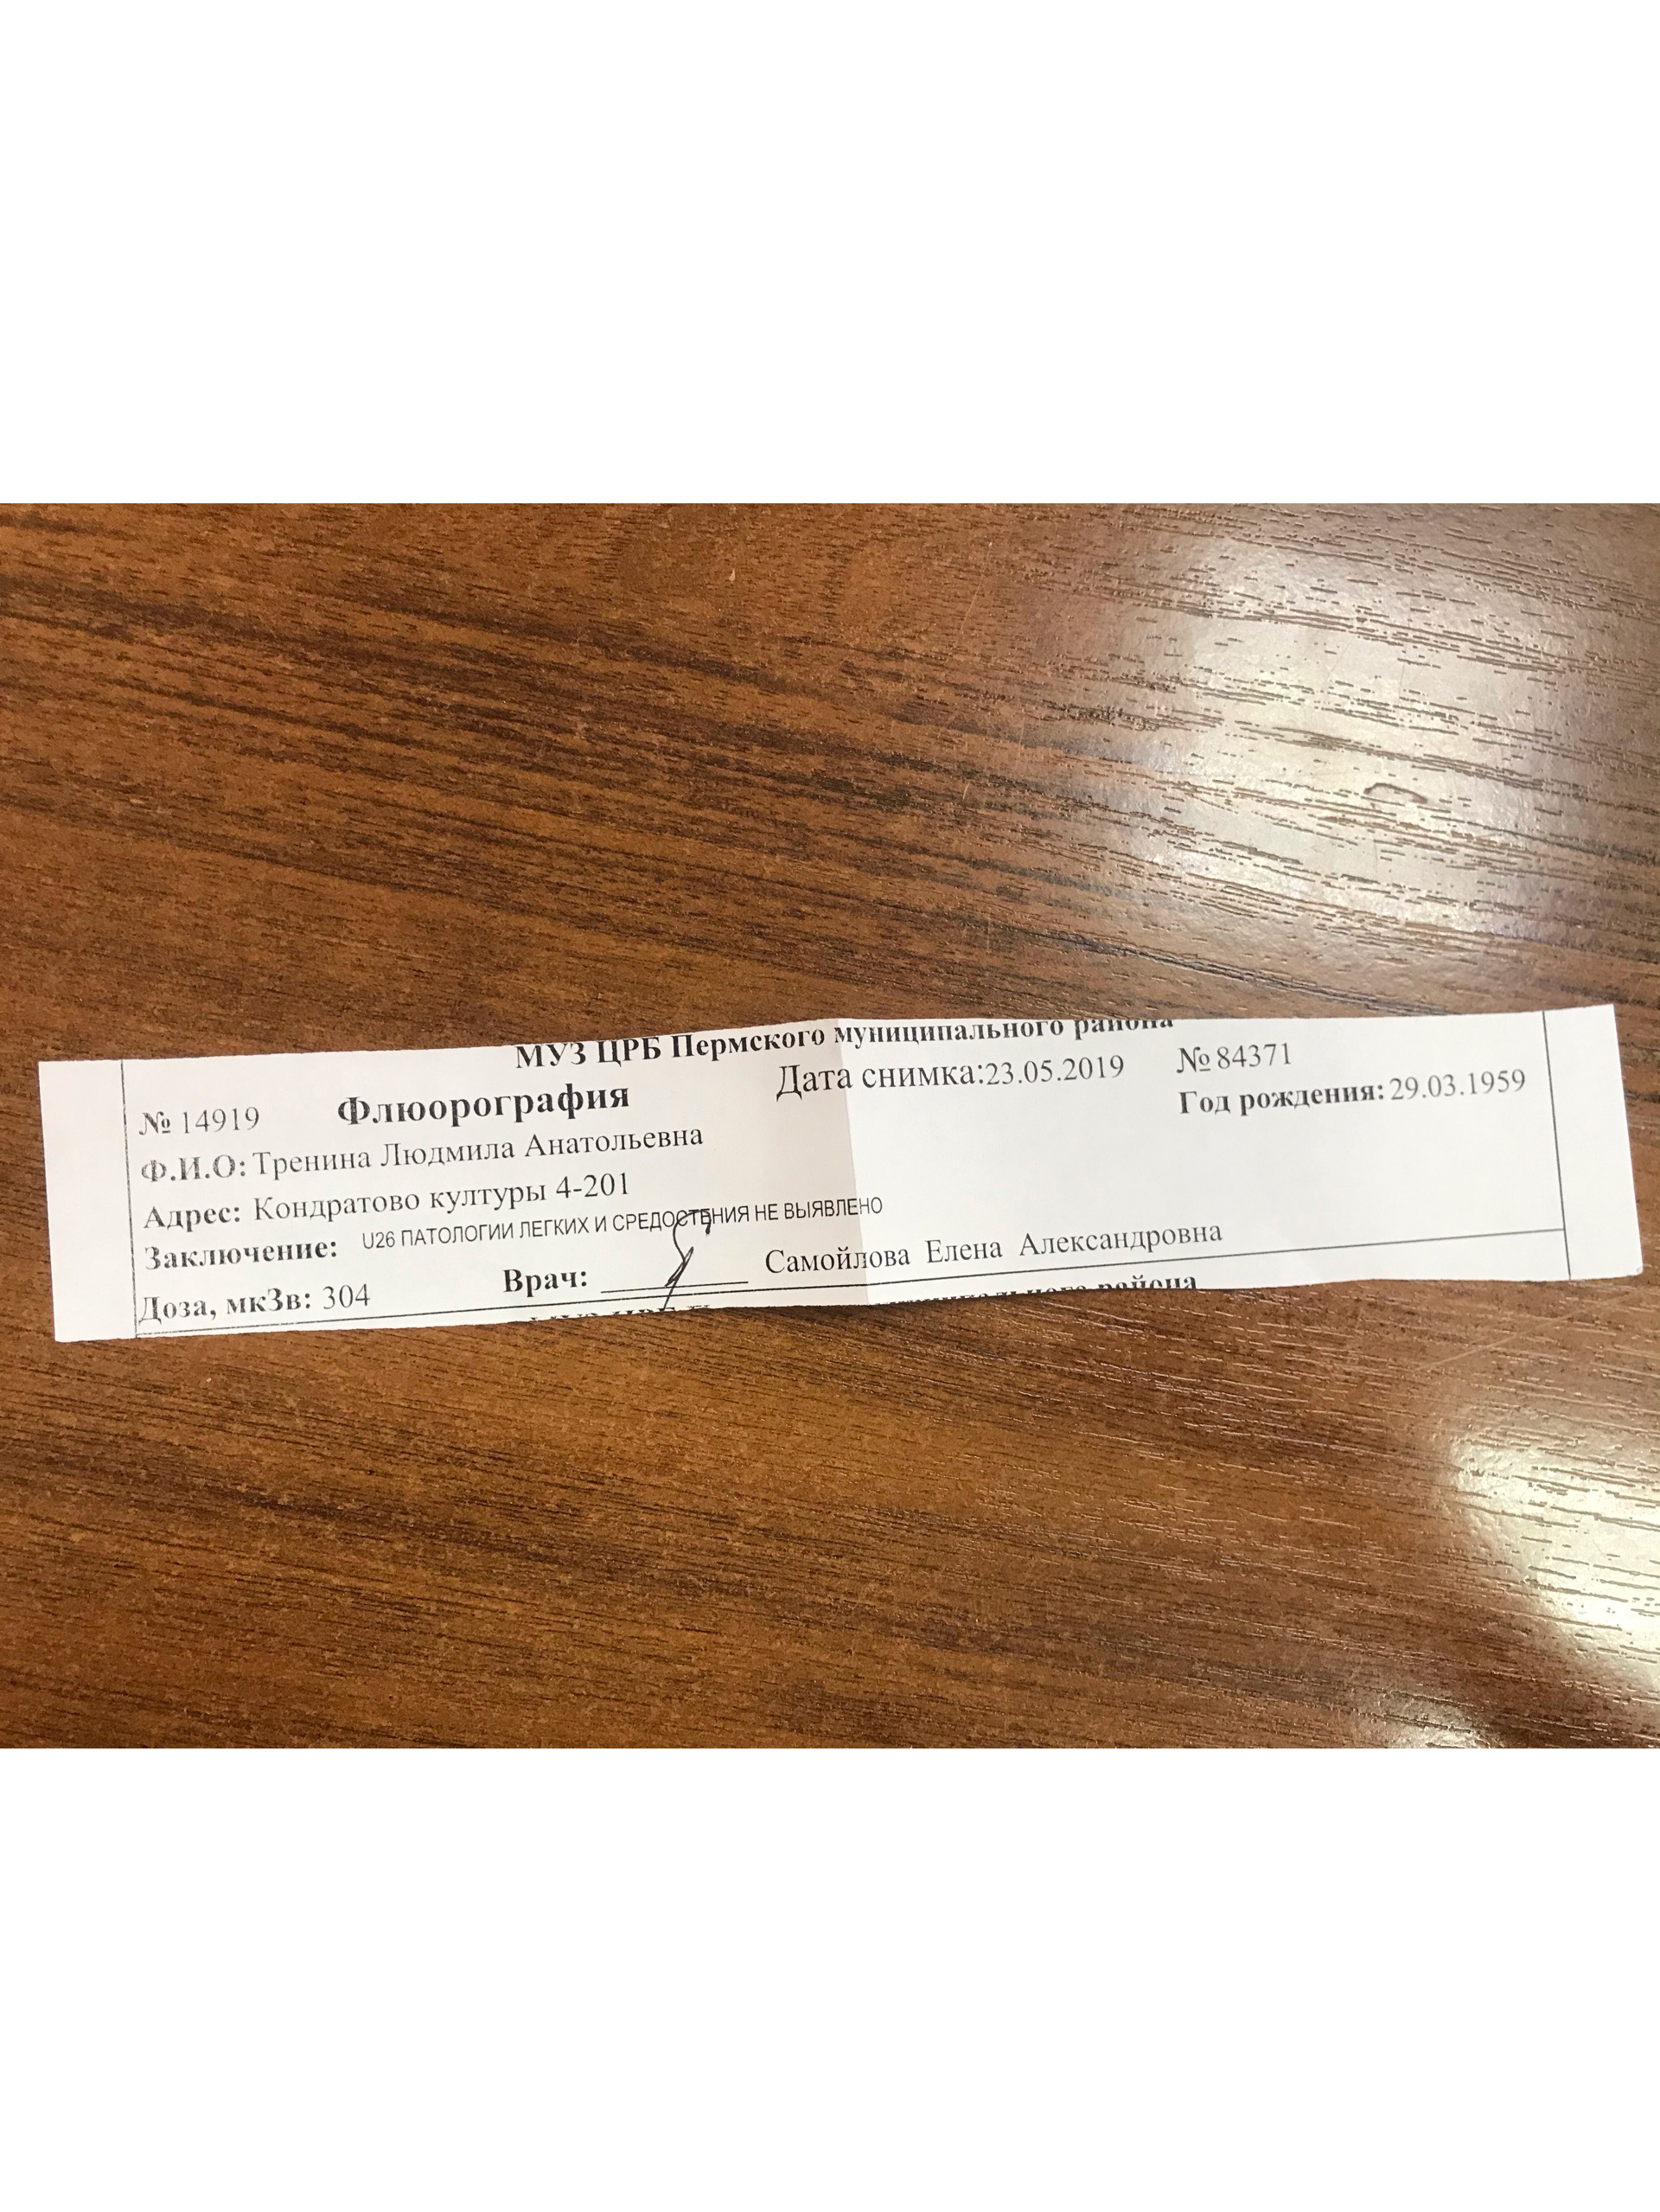 МУЗ ЦРБ Пермского муниципального района
№ 14919 Флюорография Дата снимка:23.05.2019 № 84371
Ф.И.О: Тренина Людмила Анатольевна Год рождения: 29.03.1959
Адрес: Кондратово културы 4-201
Заключение: U26 ПАТОЛОГИИ ЛЕГКИХ И СРЕДОСТЕНИЯ НЕ ВЫЯВЛЕНО
Доза, мкЗв: 304 Врач: Самойлова Елена Александровна
района